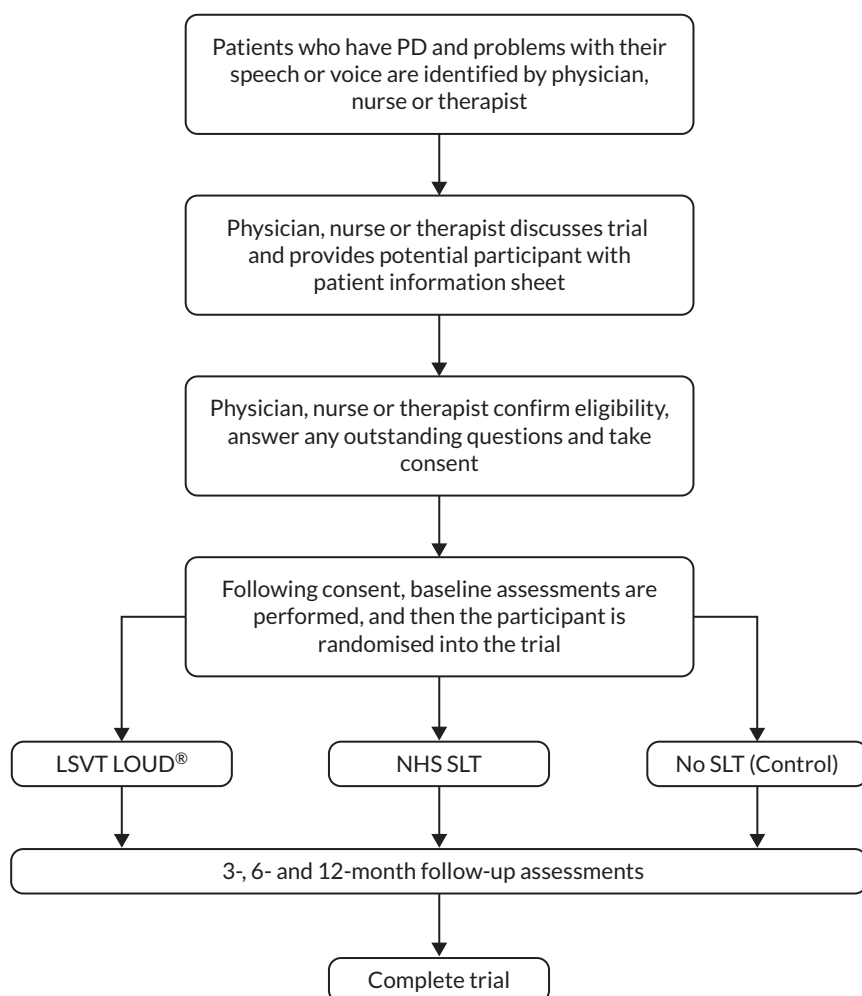 Patients who have PD and problems with their
speech or voice are identified by physician,
nurse or therapist
Physician, nurse or therapist discusses trial
and provides potential participant with
patient information sheet
Physician, nurse or therapist confirm eligibility,
answer any outstanding questions and take
consent
Following consent, baseline assessments are
performed, and then the participant is
randomised into the trial
LSVT LOUD®
NHS SLT
No SLT (Control)
3-, 6- and 12-month follow-up assessments
Complete trial